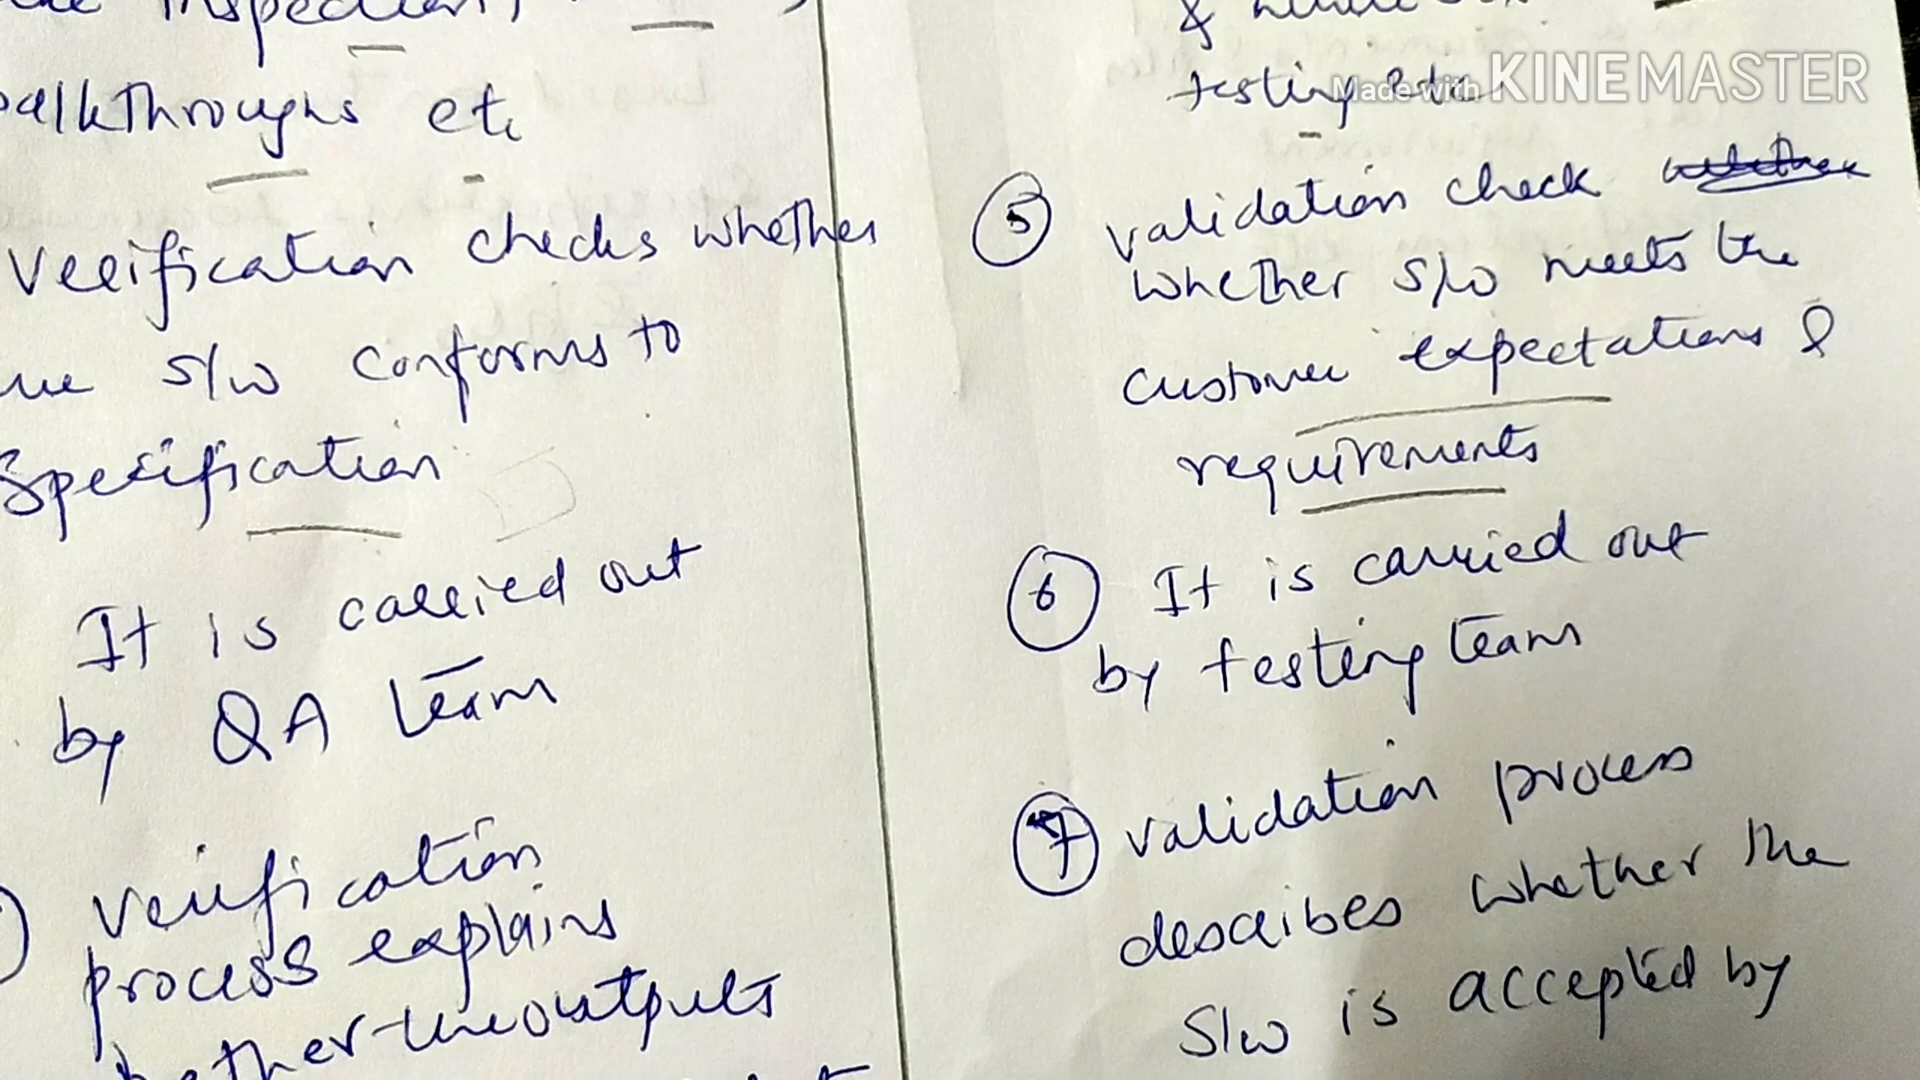 Inspection,
walkthroughs etc
verification checks whether
the s/w conforms to
Specification
It is carried out
by QA team
verification
process explains
whether the outputs
&
testing etc
Made with KINEMASTER
5 validation check
whether s/w meets the
customer expectations &
requirements
6 It is carried out
by testing team
7 validation process
describes whether the
S/w is accepted by